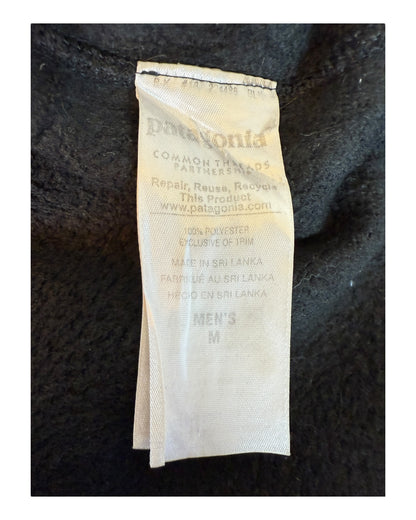 patagonia®
COMMON THREADS
PARTNERSHIP
Repair, Reuse, Recycle
This Product
www.patagonia.com
100% POLYESTER
EXCLUSIVE OF TRIM
MADE IN SRI LANKA
FABRIQUÉ AU SRI LANKA
HECHO EN SRI LANKA
MEN'S
M